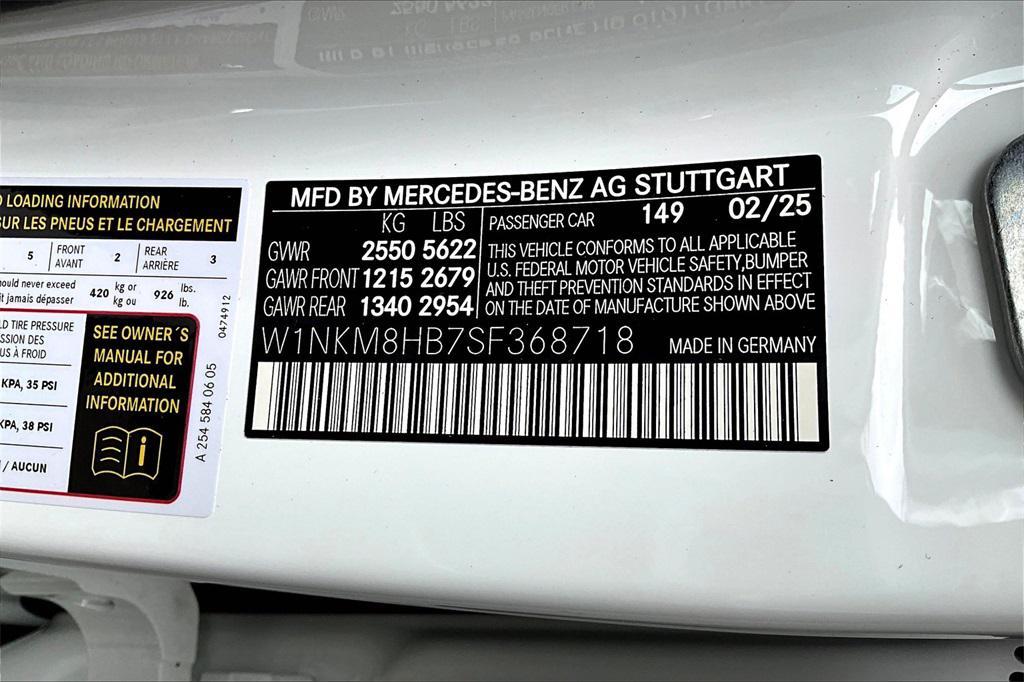 LOADING INFORMATION
SUR LES PNEUS ET LE CHARGEMENT
5 FRONT AVANT 2 REAR ARRIÈRE 3
should never exceed
jamais dépasser
420 kg or kg ou 926 lbs. lb.
TIRE PRESSURE
DES
À FROID
KPA, 35 PSI
KPA, 38 PSI
/ AUCUN
SEE OWNER´S
MANUAL FOR
ADDITIONAL
INFORMATION
0474912
A 254 584 06 05
MFD BY MERCEDES-BENZ AG STUTTGART
KG LBS
GVWR 2550 5622
GAWR FRONT 1215 2679
GAWR REAR 1340 2954
PASSENGER CAR 149 02/25
THIS VEHICLE CONFORMS TO ALL APPLICABLE
U.S. FEDERAL MOTOR VEHICLE SAFETY,BUMPER
AND THEFT PREVENTION STANDARDS IN EFFECT
ON THE DATE OF MANUFACTURE SHOWN ABOVE
W1NKM8HB7SF368718 MADE IN GERMANY